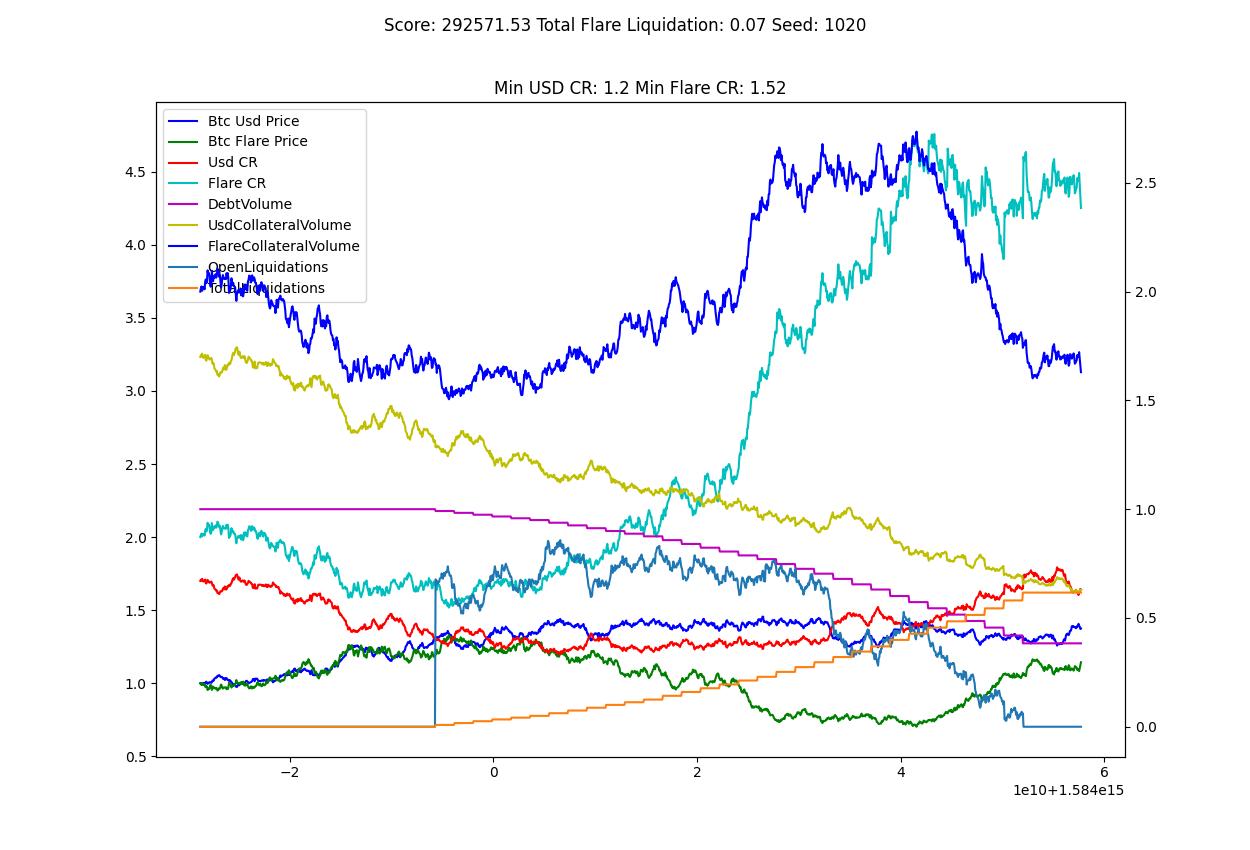 Score: 292571.53 Total Flare Liquidation: 0.07 Seed: 1020
Min USD CR: 1.2 Min Flare CR: 1.52
Btc Usd Price
Btc Flare Price
Usd CR
Flare CR
DebtVolume
UsdCollateralVolume
FlareCollateralVolume
OpenLiquidations
TotalLiquidations
4.5
4.0
3.5
3.0
2.5
2.0
1.5
1.0
0.5
2.5
2.0
1.5
1.0
0.5
0.0
−2 0 2 4 6
1e10+1.584e15